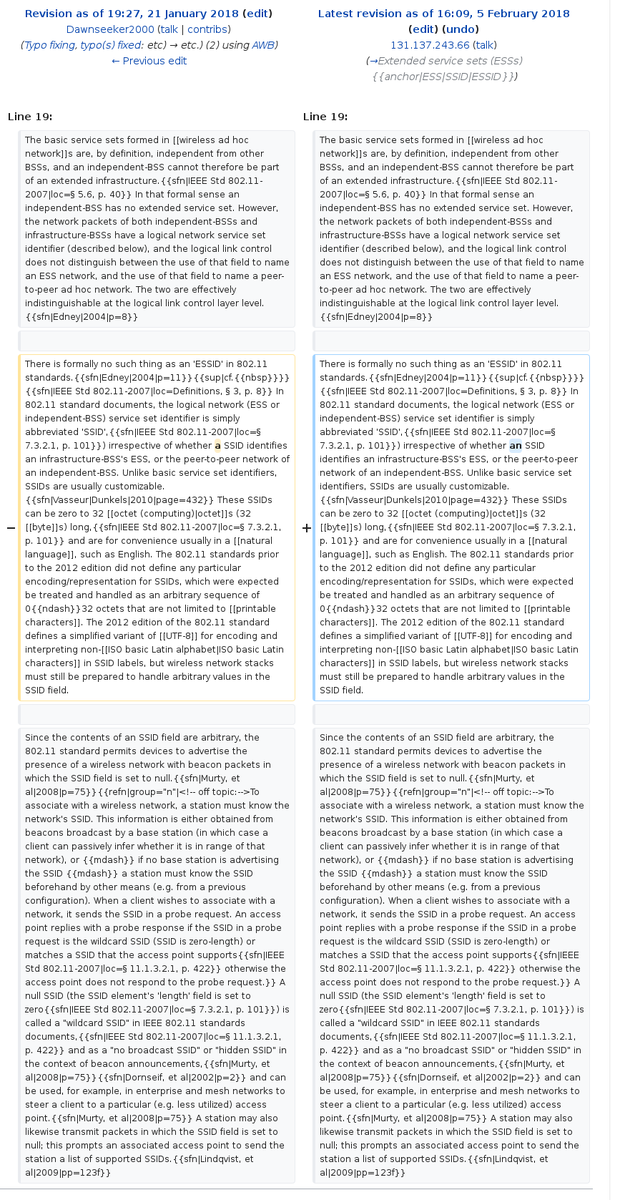 Revision as of 19:27, 21 January 2018 (edit)
Dawnseeker2000 (talk | contribs)
(Typo fixing, typo(s) fixed: etc) → etc.) (2) using AWB)
← Previous edit
Line 19:
The basic service sets formed in [[wireless ad hoc
network]]s are, by definition, independent from other
BSSs, and an independent-BSS cannot therefore be part
of an extended infrastructure.{{sfn|IEEE Std 802.11-
2007|loc=§ 5.6, p. 40}} In that formal sense an
independent-BSS has no extended service set. However,
the network packets of both independent-BSSs and
infrastructure-BSSs have a logical network service set
identifier (described below), and the logical link control
does not distinguish between the use of that field to name
an ESS network, and the use of that field to name a peer-
to-peer ad hoc network. The two are effectively
indistinguishable at the logical link control layer level.
{{sfn|Edney|2004|p=8}}
−
There is formally no such thing as an 'ESSID' in 802.11
standards.{{sfn|Edney|2004|p=11}}{{sup|cf.{{nbsp}}}}
{{sfn|IEEE Std 802.11-2007|loc=Definitions, § 3, p. 8}} In
802.11 standard documents, the logical network (ESS or
independent-BSS) service set identifier is simply
abbreviated 'SSID',{{sfn|IEEE Std 802.11-2007|loc=§
7.3.2.1, p. 101}}) irrespective of whether a SSID identifies
an infrastructure-BSS's ESS, or the peer-to-peer network of
an independent-BSS. Unlike basic service set identifiers,
SSIDs are usually customizable.
{{sfn|Vasseur|Dunkels|2010|page=432}} These SSIDs
can be zero to 32 [[octet (computing)|octet]]s (32
[[byte]]s) long,{{sfn|IEEE Std 802.11-2007|loc=§ 7.3.2.1,
p. 101}} and are for convenience usually in a [[natural
language]], such as English. The 802.11 standards prior
to the 2012 edition did not define any particular
encoding/representation for SSIDs, which were expected
be treated and handled as an arbitrary sequence of
0{{ndash}}32 octets that are not limited to [[printable
characters]]. The 2012 edition of the 802.11 standard
defines a simplified variant of [[UTF-8]] for encoding and
interpreting non-[[ISO basic Latin alphabet|ISO basic Latin
characters]] in SSID labels, but wireless network stacks
must still be prepared to handle arbitrary values in the
SSID field.
Since the contents of an SSID field are arbitrary, the
802.11 standard permits devices to advertise the
presence of a wireless network with beacon packets in
which the SSID field is set to null.{{sfn|Murty, et
al|2008|p=75}}{{refn|group="n"|<!-- off topic:-->To
associate with a wireless network, a station must know the
network's SSID. This information is either obtained from
beacons broadcast by a base station (in which case a
client can passively infer whether it is in range of that
network), or {{mdash}} if no base station is advertising
the SSID {{mdash}} a station must know the SSID
beforehand by other means (e.g. from a previous
configuration). When a client wishes to associate with a
network, it sends the SSID in a probe request. An access
point replies with a probe response if the SSID in a probe
request is the wildcard SSID (SSID is zero-length) or
matches a SSID that the access point supports{{sfn|IEEE
Std 802.11-2007|loc=§ 11.1.3.2.1, p. 422}} otherwise the
access point does not respond to the probe request.}} A
null SSID (the SSID element's 'length' field is set to
zero{{sfn|IEEE Std 802.11-2007|loc=§ 7.3.2.1, p. 101}}) is
called a "wildcard SSID" in IEEE 802.11 standards
documents,{{sfn|IEEE Std 802.11-2007|loc=§ 11.1.3.2.1,
p. 422}} and as a "no broadcast SSID" or "hidden SSID" in
the context of beacon announcements,{{sfn|Murty, et
al|2008|p=75}}{{sfn|Dornseif, et al|2002|p=2}} and can
be used, for example, in enterprise and mesh networks to
steer a client to a particular (e.g. less utilized) access
point.{{sfn|Murty, et al|2008|p=75}} A station may also
likewise transmit packets in which the SSID field is set to
null; this prompts an associated access point to send the
station a list of supported SSIDs.{{sfn|Lindqvist, et
al|2009|pp=123f}}
Latest revision as of 16:09, 5 February 2018
(edit) (undo)
131.137.243.66 (talk)
(→Extended service sets (ESSs)
{{anchor|ESS|SSID|ESSID}})
Line 19:
The basic service sets formed in [[wireless ad hoc
network]]s are, by definition, independent from other
BSSs, and an independent-BSS cannot therefore be part
of an extended infrastructure.{{sfn|IEEE Std 802.11-
2007|loc=§ 5.6, p. 40}} In that formal sense an
independent-BSS has no extended service set. However,
the network packets of both independent-BSSs and
infrastructure-BSSs have a logical network service set
identifier (described below), and the logical link control
does not distinguish between the use of that field to name
an ESS network, and the use of that field to name a peer-
to-peer ad hoc network. The two are effectively
indistinguishable at the logical link control layer level.
{{sfn|Edney|2004|p=8}}
+
There is formally no such thing as an 'ESSID' in 802.11
standards.{{sfn|Edney|2004|p=11}}{{sup|cf.{{nbsp}}}}
{{sfn|IEEE Std 802.11-2007|loc=Definitions, § 3, p. 8}} In
802.11 standard documents, the logical network (ESS or
independent-BSS) service set identifier is simply
abbreviated 'SSID',{{sfn|IEEE Std 802.11-2007|loc=§
7.3.2.1, p. 101}}) irrespective of whether an SSID
identifies an infrastructure-BSS's ESS, or the peer-to-peer
network of an independent-BSS. Unlike basic service set
identifiers, SSIDs are usually customizable.
{{sfn|Vasseur|Dunkels|2010|page=432}} These SSIDs
can be zero to 32 [[octet (computing)|octet]]s (32
[[byte]]s) long,{{sfn|IEEE Std 802.11-2007|loc=§ 7.3.2.1,
p. 101}} and are for convenience usually in a [[natural
language]], such as English. The 802.11 standards prior
to the 2012 edition did not define any particular
encoding/representation for SSIDs, which were expected
be treated and handled as an arbitrary sequence of
0{{ndash}}32 octets that are not limited to [[printable
characters]]. The 2012 edition of the 802.11 standard
defines a simplified variant of [[UTF-8]] for encoding and
interpreting non-[[ISO basic Latin alphabet|ISO basic Latin
characters]] in SSID labels, but wireless network stacks
must still be prepared to handle arbitrary values in the
SSID field.
Since the contents of an SSID field are arbitrary, the
802.11 standard permits devices to advertise the
presence of a wireless network with beacon packets in
which the SSID field is set to null.{{sfn|Murty, et
al|2008|p=75}}{{refn|group="n"|<!-- off topic:-->To
associate with a wireless network, a station must know the
network's SSID. This information is either obtained from
beacons broadcast by a base station (in which case a
client can passively infer whether it is in range of that
network), or {{mdash}} if no base station is advertising
the SSID {{mdash}} a station must know the SSID
beforehand by other means (e.g. from a previous
configuration). When a client wishes to associate with a
network, it sends the SSID in a probe request. An access
point replies with a probe response if the SSID in a probe
request is the wildcard SSID (SSID is zero-length) or
matches a SSID that the access point supports{{sfn|IEEE
Std 802.11-2007|loc=§ 11.1.3.2.1, p. 422}} otherwise the
access point does not respond to the probe request.}} A
null SSID (the SSID element's 'length' field is set to
zero{{sfn|IEEE Std 802.11-2007|loc=§ 7.3.2.1, p. 101}}) is
called a "wildcard SSID" in IEEE 802.11 standards
documents,{{sfn|IEEE Std 802.11-2007|loc=§ 11.1.3.2.1,
p. 422}} and as a "no broadcast SSID" or "hidden SSID" in
the context of beacon announcements,{{sfn|Murty, et
al|2008|p=75}}{{sfn|Dornseif, et al|2002|p=2}} and can
be used, for example, in enterprise and mesh networks to
steer a client to a particular (e.g. less utilized) access
point.{{sfn|Murty, et al|2008|p=75}} A station may also
likewise transmit packets in which the SSID field is set to
null; this prompts an associated access point to send the
station a list of supported SSIDs.{{sfn|Lindqvist, et
al|2009|pp=123f}}